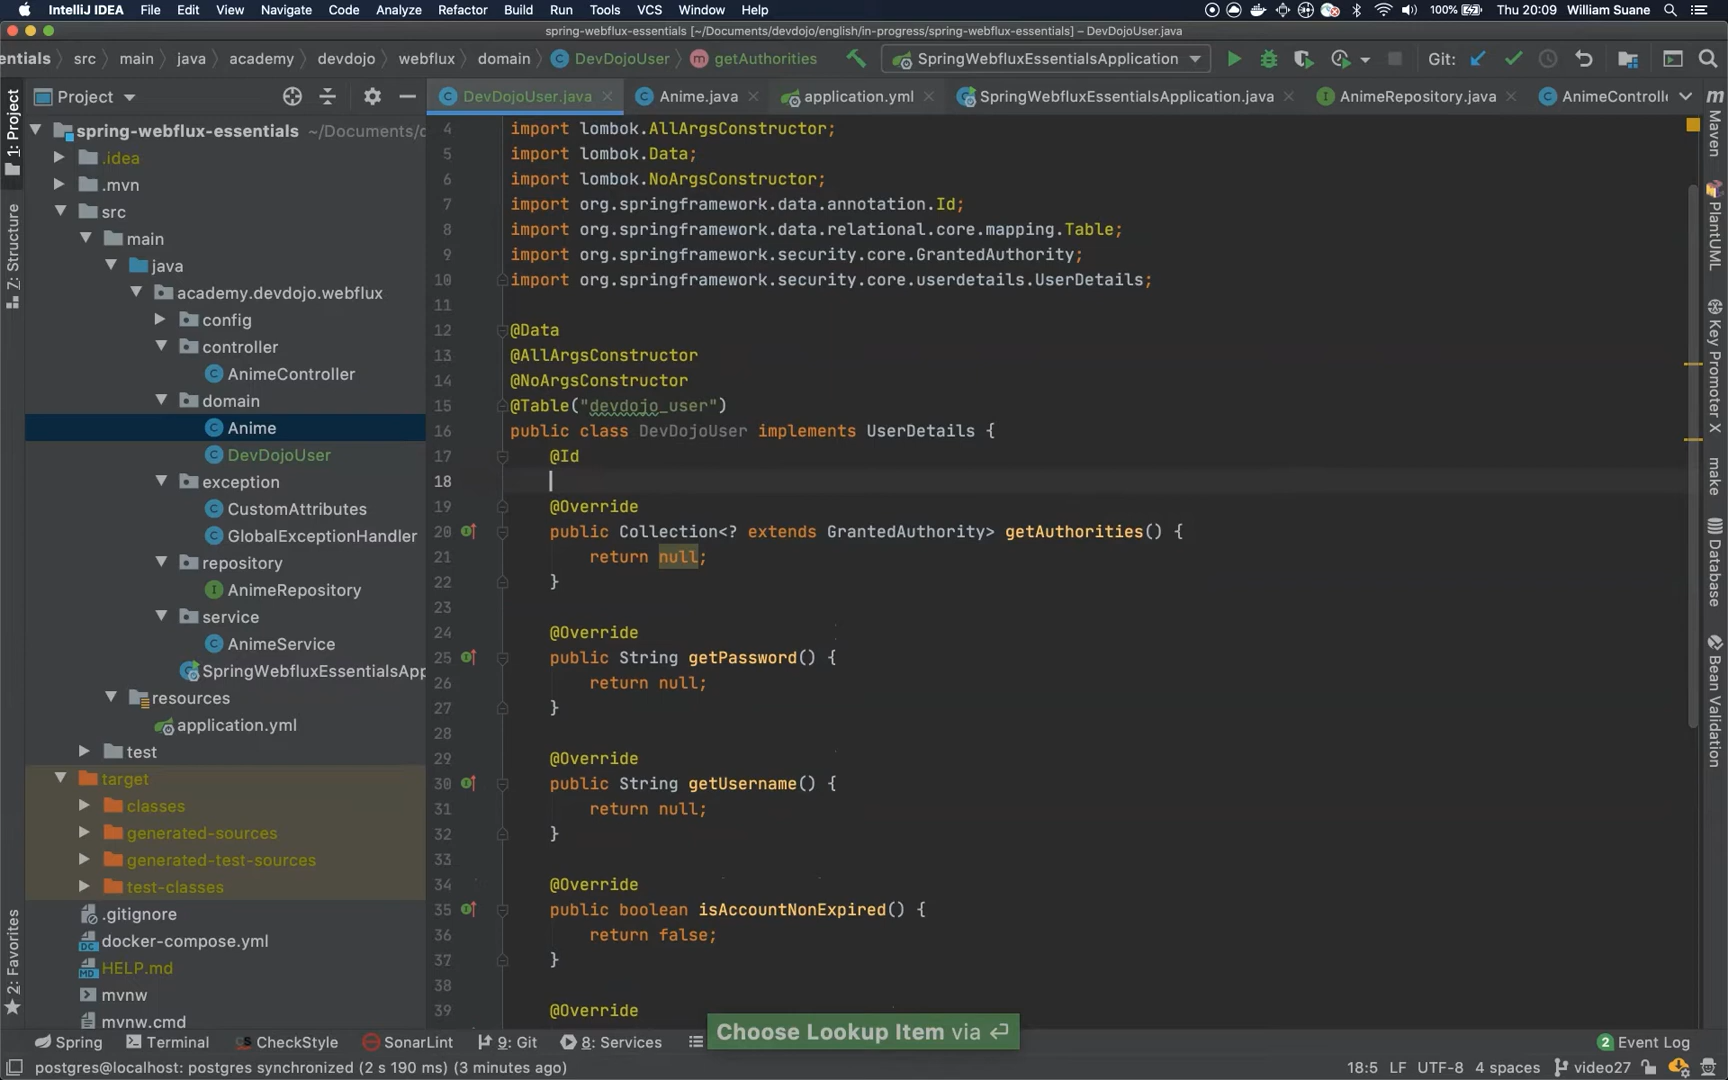 IntelliJ IDEA File Edit View Navigate Code Analyze Refactor Build Run Tools VCS Window Help 100% Thu 20:09 William Suane
spring-webflux-essentials [~/Documents/devdojo/english/in-progress/spring-webflux-essentials] – DevDojoUser.java
entials src main java academy devdojo webflux domain DevDojoUser getAuthorities SpringWebfluxEssentialsApplication Git:
Project DevDojoUser.java Anime.java application.yml SpringWebfluxEssentialsApplication.java AnimeRepository.java AnimeControll
1: Project
7: Structure
2: Favorites
spring-webflux-essentials ~/Documents/d
.idea
.mvn
src
main
java
academy.devdojo.webflux
config
controller
AnimeController
domain
Anime
DevDojoUser
exception
CustomAttributes
GlobalExceptionHandler
repository
AnimeRepository
service
AnimeService
SpringWebfluxEssentialsApp
resources
application.yml
test
target
classes
generated-sources
generated-test-sources
test-classes
.gitignore
docker-compose.yml
HELP.md
mvnw
mvnw.cmd
4 import lombok.AllArgsConstructor;
5 import lombok.Data;
6 import lombok.NoArgsConstructor;
7 import org.springframework.data.annotation.Id;
8 import org.springframework.data.relational.core.mapping.Table;
9 import org.springframework.security.core.GrantedAuthority;
10 import org.springframework.security.core.userdetails.UserDetails;
11
12 @Data
13 @AllArgsConstructor
14 @NoArgsConstructor
15 @Table("devdojo_user")
16 public class DevDojoUser implements UserDetails {
17 @Id
18
19 @Override
20 public Collection<? extends GrantedAuthority> getAuthorities() {
21 return null;
22 }
23
24 @Override
25 public String getPassword() {
26 return null;
27 }
28
29 @Override
30 public String getUsername() {
31 return null;
32 }
33
34 @Override
35 public boolean isAccountNonExpired() {
36 return false;
37 }
38
39 @Override
Choose Lookup Item via ⏎
m Maven
PlantUML
Key Promoter X
make
Database
Bean Validation
Spring Terminal CheckStyle SonarLint 9: Git 8: Services 2 Event Log
postgres@localhost: postgres synchronized (2 s 190 ms) (3 minutes ago) 18:5 LF UTF-8 4 spaces video27